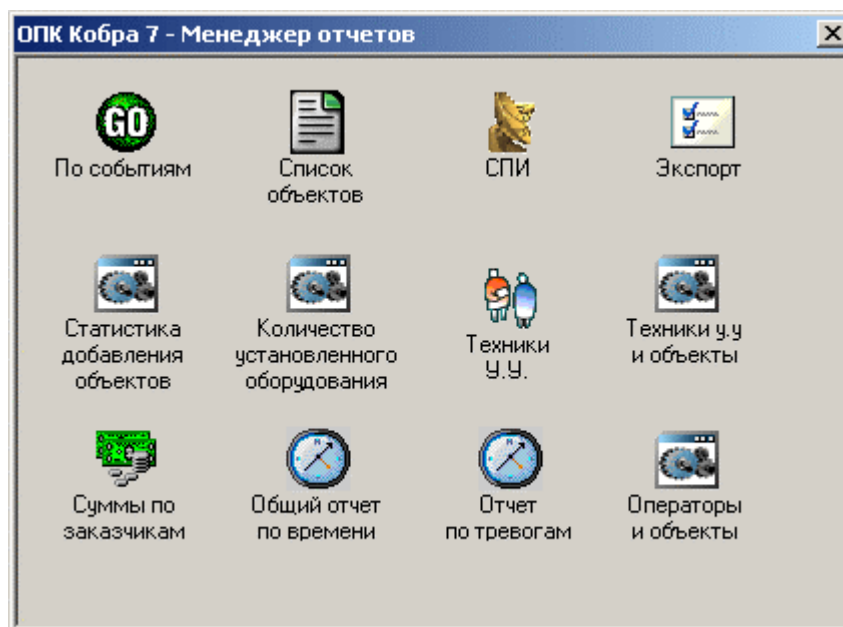 ОПК Кобра 7 - Менеджер отчетов
GO
По событиям
Список
объектов
СПИ
Экспорт
Статистика
добавления
объектов
Количество
установленного
оборудования
Техники
У.У.
Техники у.у
и объекты
Суммы по
заказчикам
Общий отчет
по времени
Отчет
по тревогам
Операторы
и объекты